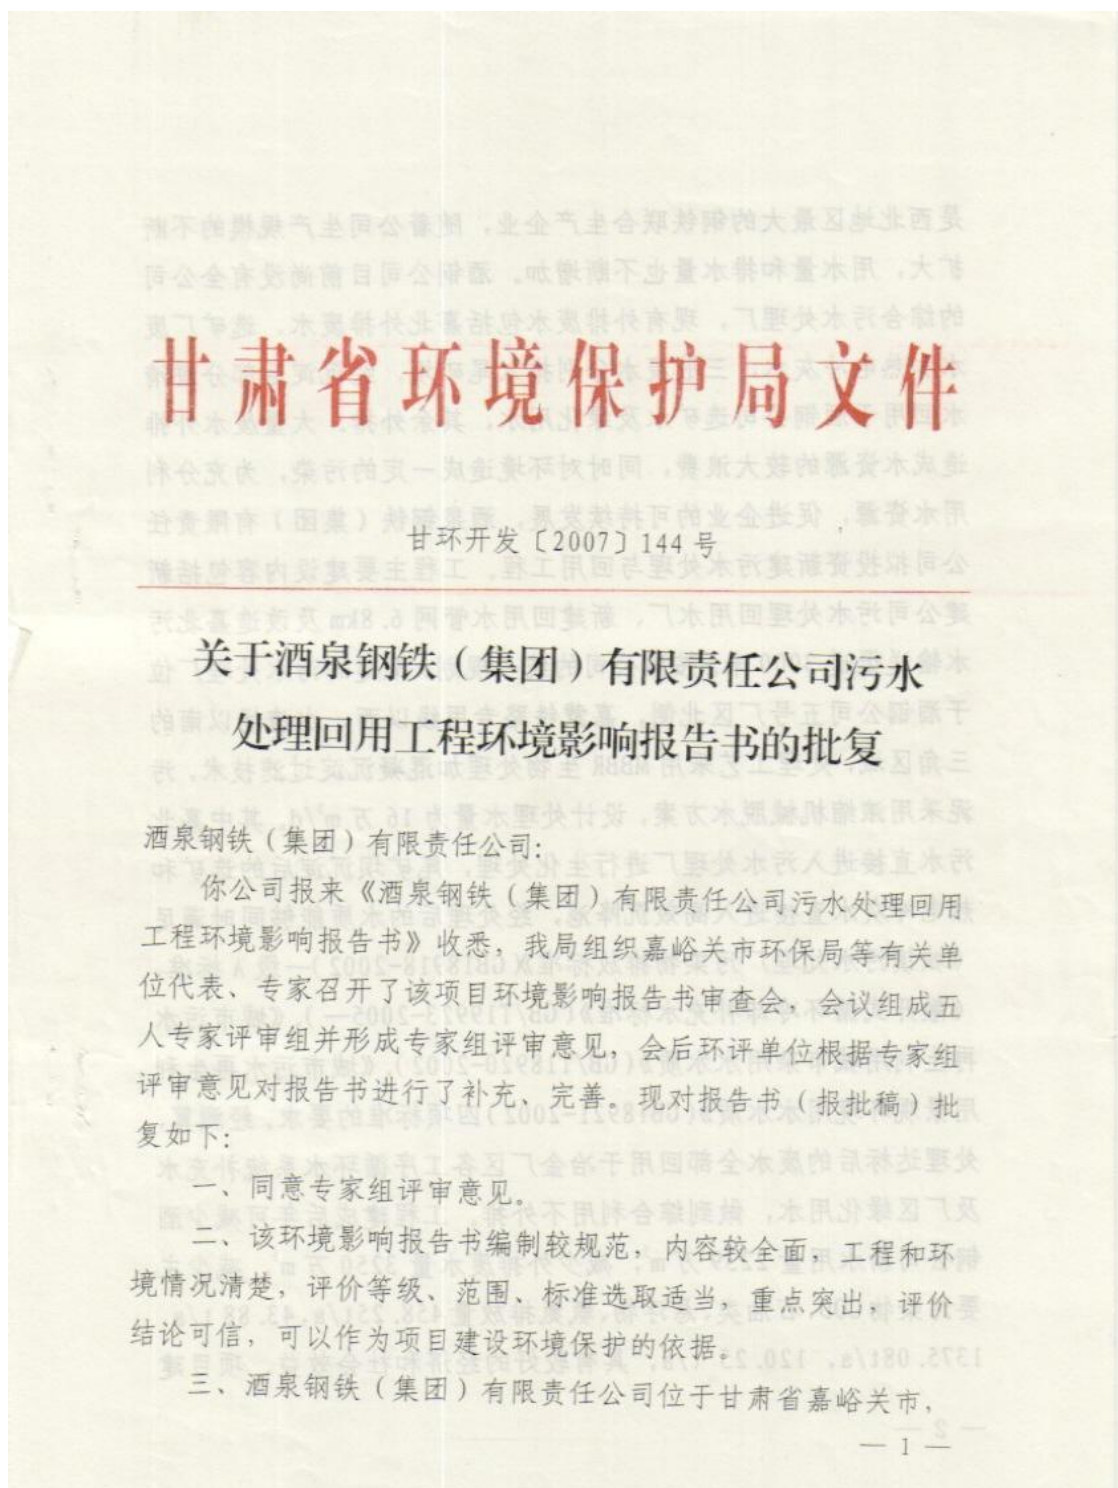 甘肃省环境保护局文件
甘环开发〔2007〕144号
关于酒泉钢铁（集团）有限责任公司污水
处理回用工程环境影响报告书的批复
酒泉钢铁（集团）有限责任公司:
你公司报来《酒泉钢铁（集团）有限责任公司污水处理回用
工程环境影响报告书》收悉，我局组织嘉峪关市环保局等有关单
位代表、专家召开了该项目环境影响报告书审查会，会议组成五
人专家评审组并形成专家组评审意见，会后环评单位根据专家组
评审意见对报告书进行了补充、完善。现对报告书（报批稿）批
复如下:
一、同意专家组评审意见。
二、该环境影响报告书编制较规范，内容较全面，工程和环
境情况清楚，评价等级、范围、标准选取适当，重点突出，评价
结论可信，可以作为项目建设环境保护的依据。
三、酒泉钢铁（集团）有限责任公司位于甘肃省嘉峪关市，
— 1 —